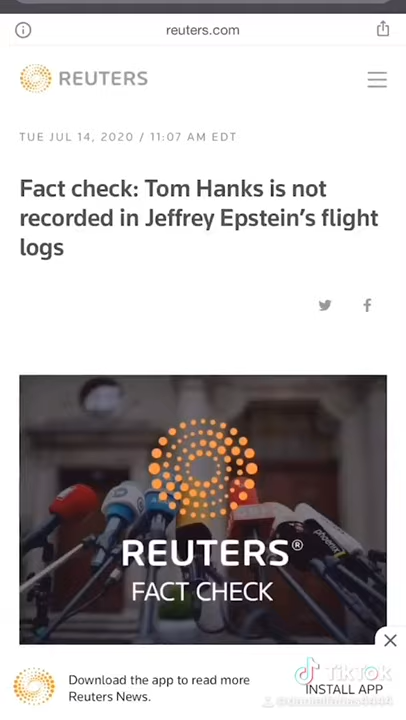 reuters.com
REUTERS
TUE JUL 14, 2020 / 11:07 AM EDT
Fact check: Tom Hanks is not
recorded in Jeffrey Epstein’s flight
logs
phoenix
REUTERS®
FACT CHECK
Download the app to read more
Reuters News.
INSTALL APP
TikTok